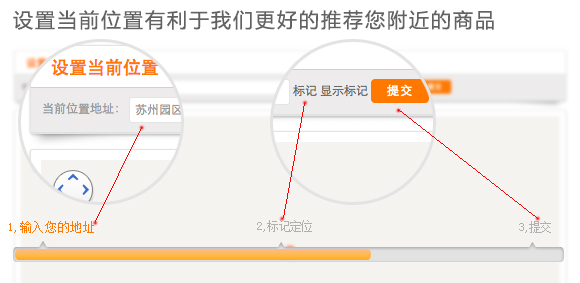 设置当前位置有利于我们更好的推荐您附近的商品
设置当前位置
当前位置地址： 苏州园区
标记 显示标记 提交
1,输入您的地址
2,标记定位
3,提交